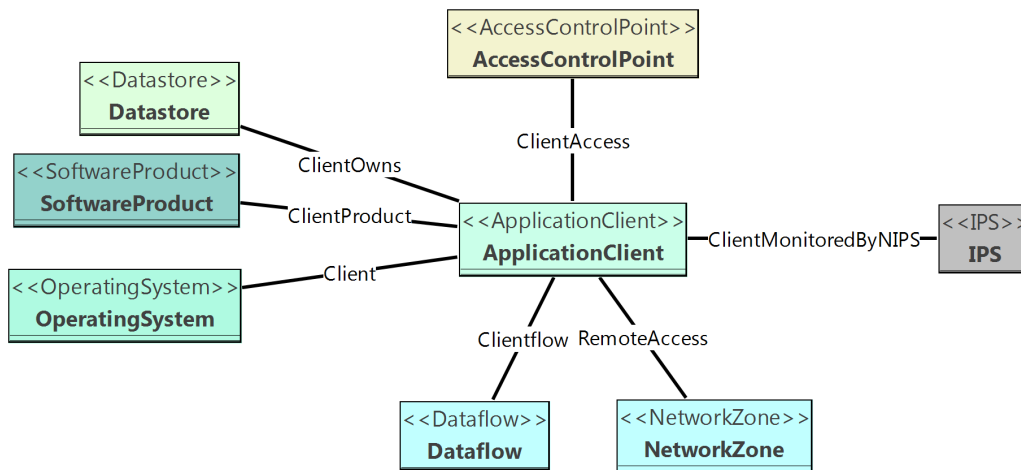 <<AccessControlPoint>>
AccessControlPoint
<<Datastore>>
Datastore
ClientAccess
ClientOwns
<<SoftwareProduct>>
SoftwareProduct
ClientProduct
<<ApplicationClient>>
ApplicationClient
ClientMonitoredByNIPS
<<IPS>>
IPS
Client
<<OperatingSystem>>
OperatingSystem
Clientflow
RemoteAccess
<<Dataflow>>
Dataflow
<<NetworkZone>>
NetworkZone